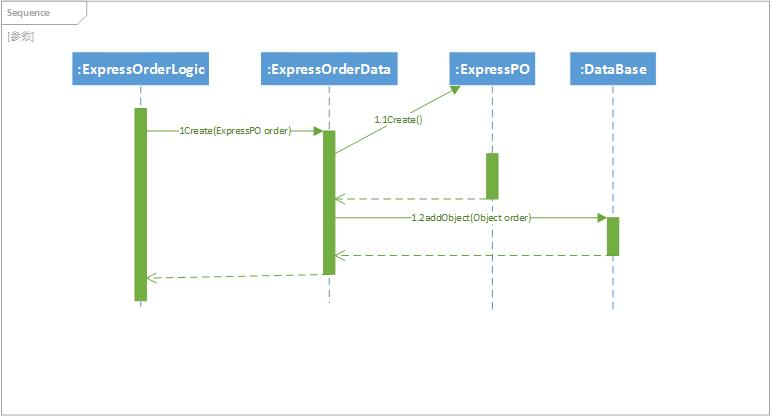 Sequence
[参数]
:ExpressOrderLogic
:ExpressOrderData
:ExpressPO
:DataBase
1.1Create()
1Create(ExpressPO order)
1.2addObject(Object order)